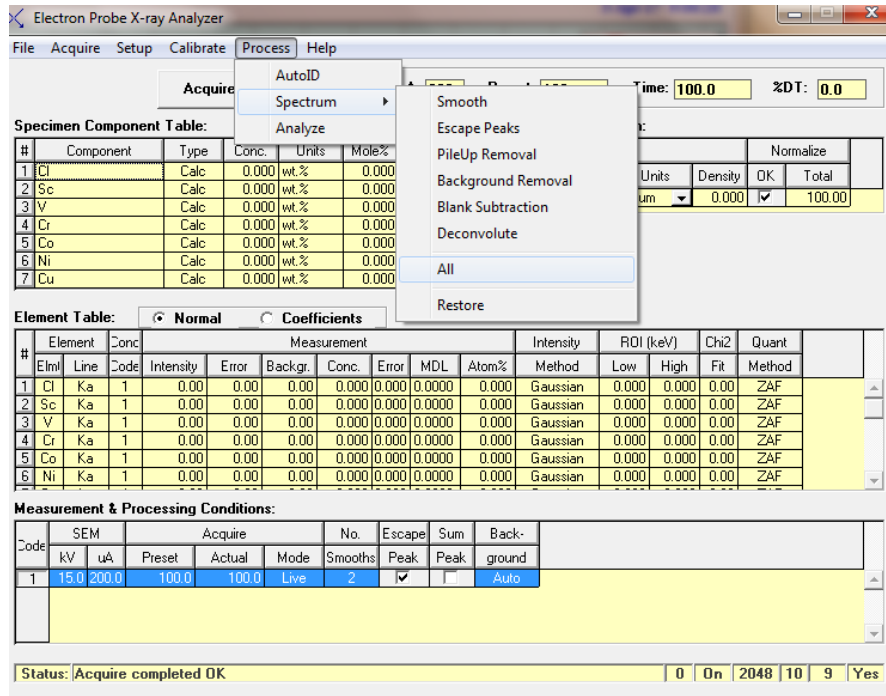 Electron Probe X-ray Analyzer
File Acquire Setup Calibrate Process Help
AutoID
Spectrum
Analyze
Smooth
Escape Peaks
PileUp Removal
Background Removal
Blank Subtraction
Deconvolute
All
Restore
Acquire Time: 100.0 %DT: 0.0
Specimen Component Table:
# Component Type Conc. Units Mole% Normalize
Units Density OK Total
1 Cl Calc 0.000 wt.% 0.000 um 0.000 100.00
2 Sc Calc 0.000 wt.% 0.000
3 V Calc 0.000 wt.% 0.000
4 Cr Calc 0.000 wt.% 0.000
5 Co Calc 0.000 wt.% 0.000
6 Ni Calc 0.000 wt.% 0.000
7 Cu Calc 0.000 wt.% 0.000
Element Table: Normal Coefficients
# Element Conc Measurement Intensity ROI (keV) Chi2 Quant
Elml Line Code Intensity Error Backgr. Conc. Error MDL Atom% Method Low High Fit Method
1 Cl Ka 1 0.00 0.00 0.00 0.000 0.000 0.0000 0.000 Gaussian 0.000 0.000 0.00 ZAF
2 Sc Ka 1 0.00 0.00 0.00 0.000 0.000 0.0000 0.000 Gaussian 0.000 0.000 0.00 ZAF
3 V Ka 1 0.00 0.00 0.00 0.000 0.000 0.0000 0.000 Gaussian 0.000 0.000 0.00 ZAF
4 Cr Ka 1 0.00 0.00 0.00 0.000 0.000 0.0000 0.000 Gaussian 0.000 0.000 0.00 ZAF
5 Co Ka 1 0.00 0.00 0.00 0.000 0.000 0.0000 0.000 Gaussian 0.000 0.000 0.00 ZAF
6 Ni Ka 1 0.00 0.00 0.00 0.000 0.000 0.0000 0.000 Gaussian 0.000 0.000 0.00 ZAF
Measurement & Processing Conditions:
Code SEM Acquire No. Escape Sum Back-
kV uA Preset Actual Mode Smooths Peak Peak ground
1 15.0 200.0 100.0 100.0 Live 2 Auto
Status: Acquire completed OK 0 On 2048 10 9 Yes